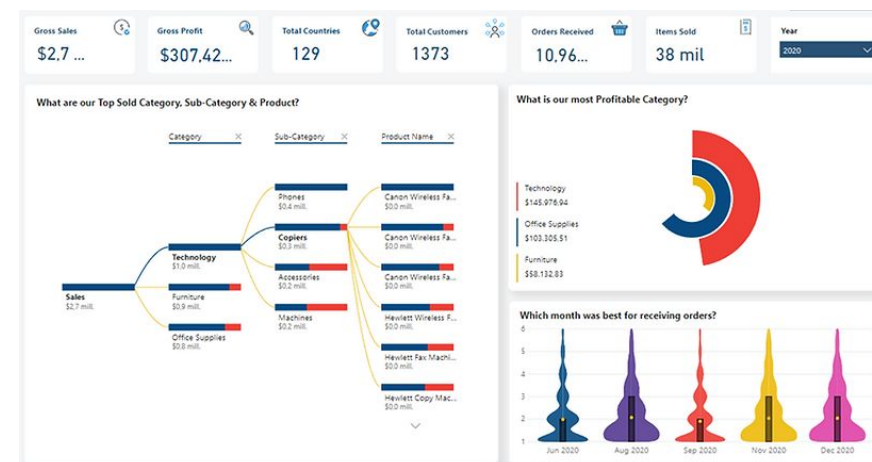 Gross Sales
$2,7 ...
Gross Profit
$307,42...
Total Countries
129
Total Customers
1373
Orders Received
10,96...
Items Sold
38 mil
Year
2020
What are our Top Sold Category, Sub-Category & Product?
Category
Sub-Category
Product Name
Sales
$2,7 mill.
Technology
$1,0 mill.
Furniture
$0,9 mill.
Office Supplies
$0,8 mill.
Phones
$0,4 mill.
Copiers
$0,3 mill.
Accessories
$0,2 mill.
Machines
$0,2 mill.
Canon Wireless Fa...
$0,0 mill.
Canon Wireless Fa...
$0,0 mill.
Canon Wireless Fa...
$0,0 mill.
Hewlett Wireless F...
$0,0 mill.
Hewlett Fax Machi...
$0,0 mill.
Hewlett Copy Mac...
$0,0 mill.
What is our most Profitable Category?
Technology
$145.976,94
Office Supplies
$103.305,51
Furniture
$58.132,83
Which month was best for receiving orders?
6
5
4
3
2
1
Jun 2020
Aug 2020
Sep 2020
Nov 2020
Dec 2020